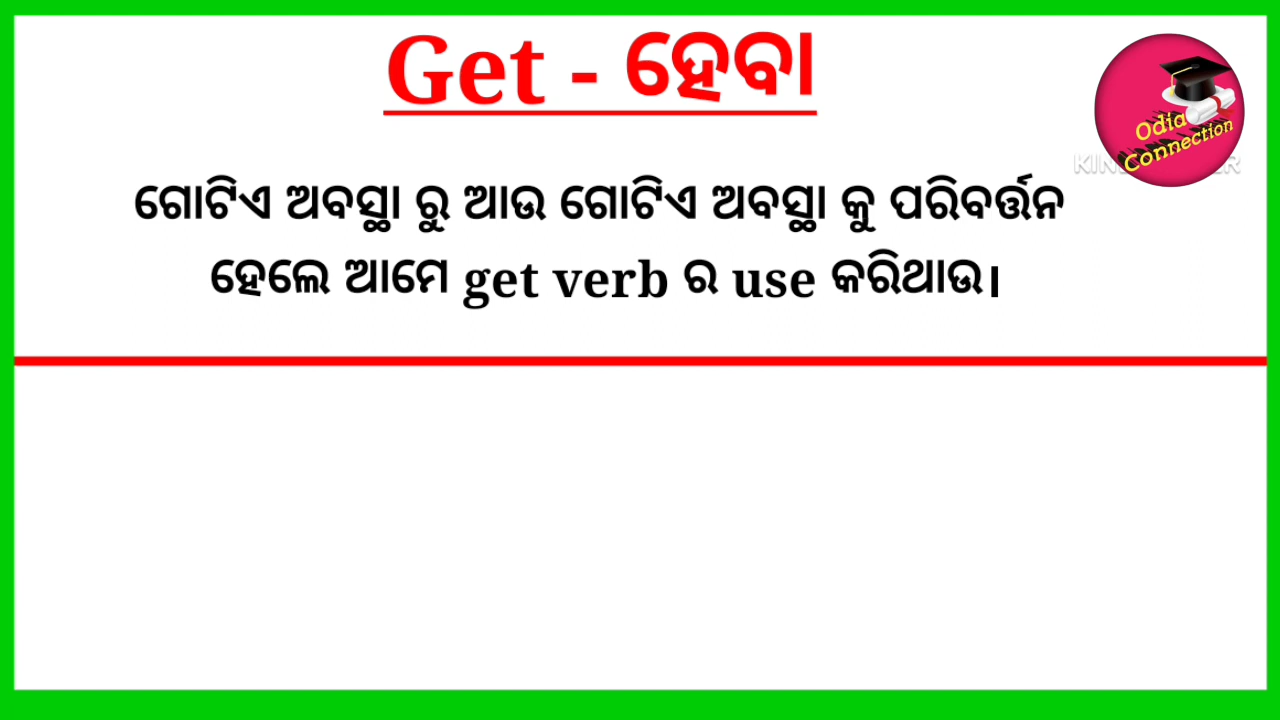 Get - ହେବା
Odia
Connection
ଗୋଟିଏ ଅବସ୍ଥା ରୁ ଆଉ ଗୋଟିଏ ଅବସ୍ଥା କୁ ପରିବର୍ତ୍ତନ
ହେଲେ ଆମେ get verb ର use କରିଥାଉ।